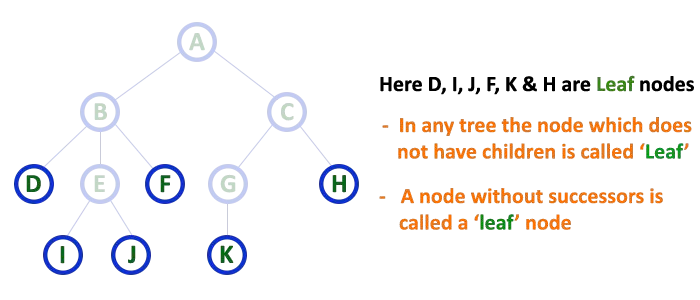 A
B
C
D
E
F
G
H
I
J
K
Here D, I, J, F, K & H are Leaf nodes
- In any tree the node which does
not have children is called ‘Leaf’
- A node without successors is
called a ‘leaf’ node